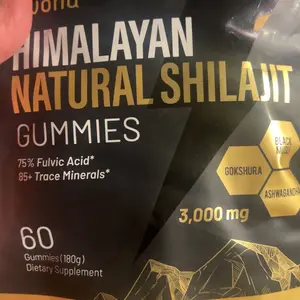 HIMALAYAN
NATURAL SHILAJIT
GUMMIES
75% Fulvic Acid*
85+ Trace Minerals*
BLACK
GOKSHURA
ASHWAGANDHA
3,000 mg
60
Gummies (180g)
Dietary Supplement